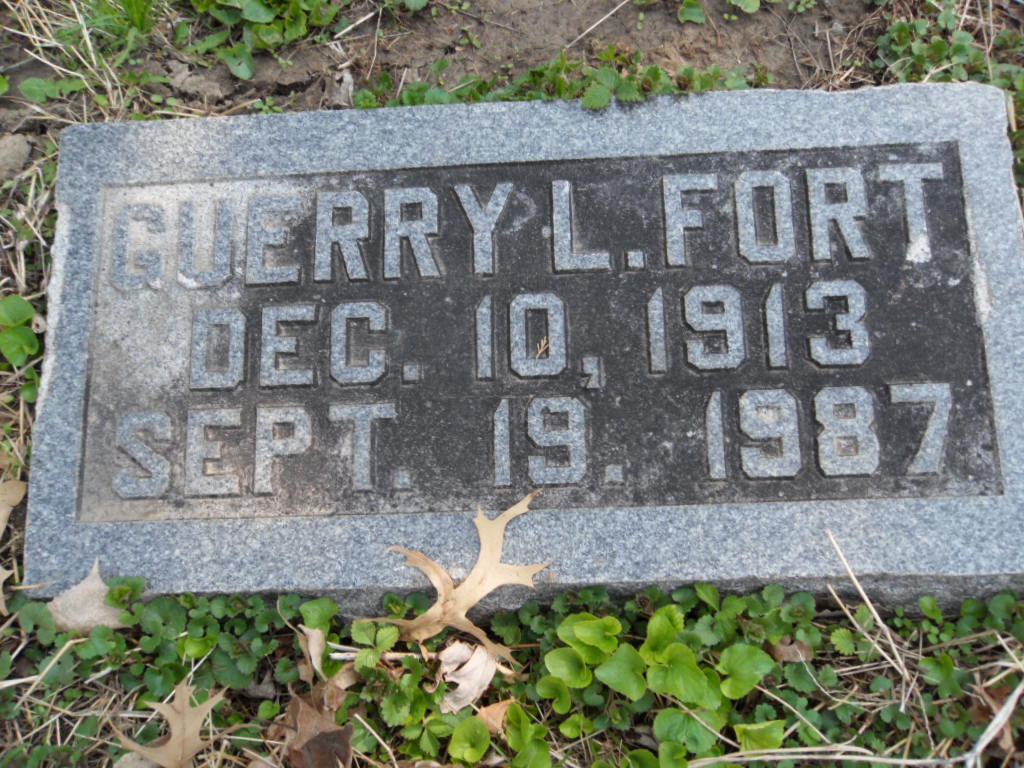 GUERRY L. FORT
DEC. 10, 1913
SEPT. 19. 1987